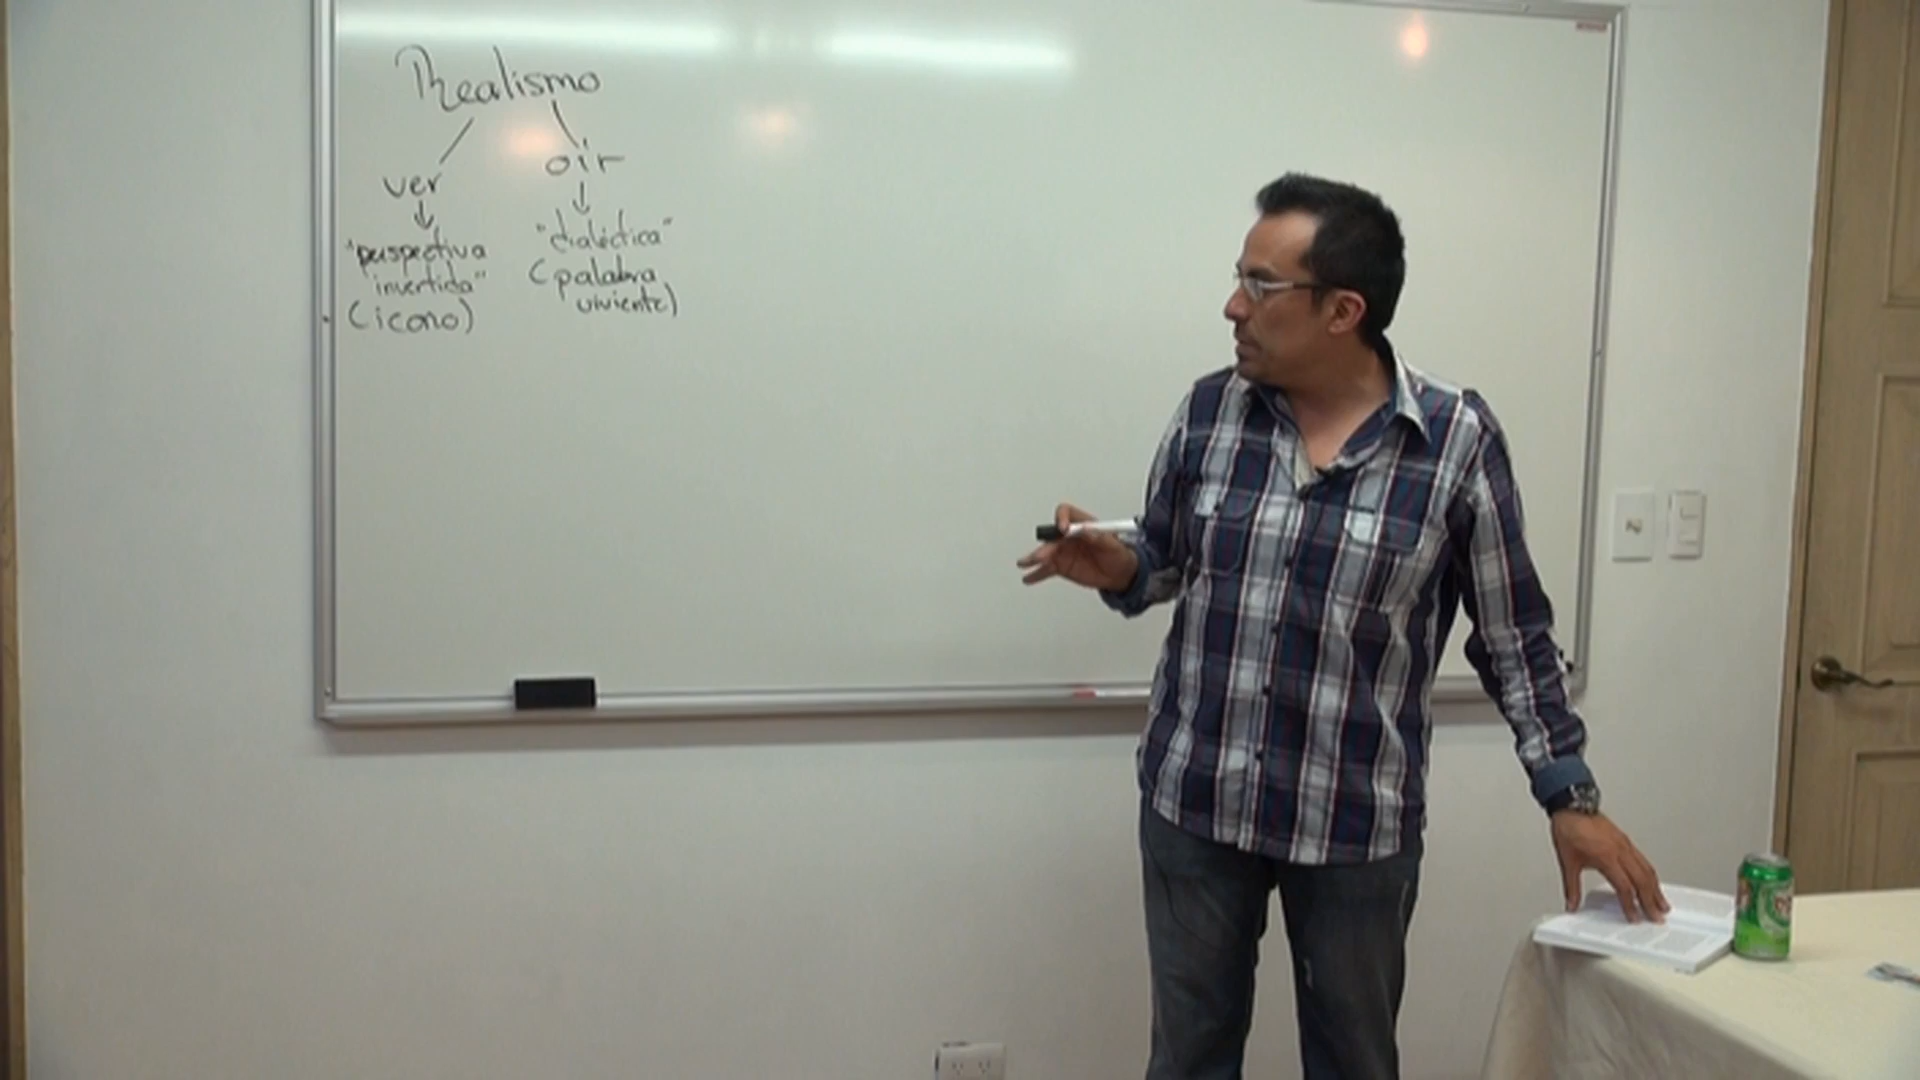 Realismo
ver
oir
"perspectiva
invertida"
(icono)
"dialéctica"
(palabra
viviente)